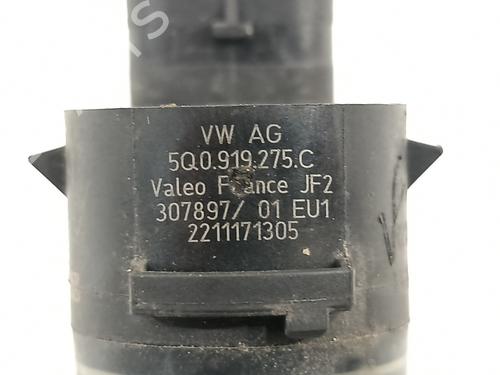 VW AG
5Q0.919.275.C
Valeo France JF2
307897/ 01 EU1
2211171305